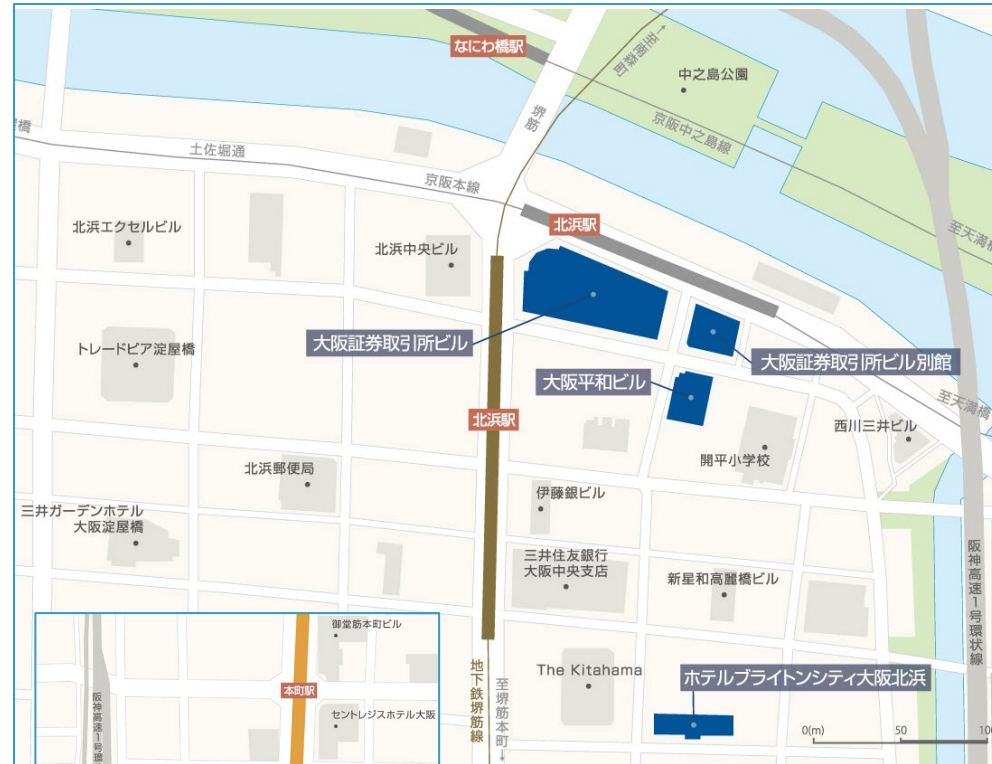 なにわ橋駅
←至南森町
中之島公園
堺筋
京阪中之島線
橋
土佐堀通
京阪本線
北浜駅
至天満橋
北浜エクセルビル
北浜中央ビル
大阪証券取引所ビル
大阪証券取引所ビル別館
トレードピア淀屋橋
大阪平和ビル
至天満橋
北浜駅
西川三井ビル
開平小学校
北浜郵便局
伊藤銀ビル
三井ガーデンホテル
大阪淀屋橋
三井住友銀行
大阪中央支店
新星和高麗橋ビル
阪神高速1号環状線
御堂筋本町ビル
The Kitahama
ホテルブライトンシティ大阪北浜
地下鉄堺筋線
至堺筋本町→
本町駅
セントレジスホテル大阪
阪神高速1号環
0(m)
50
100